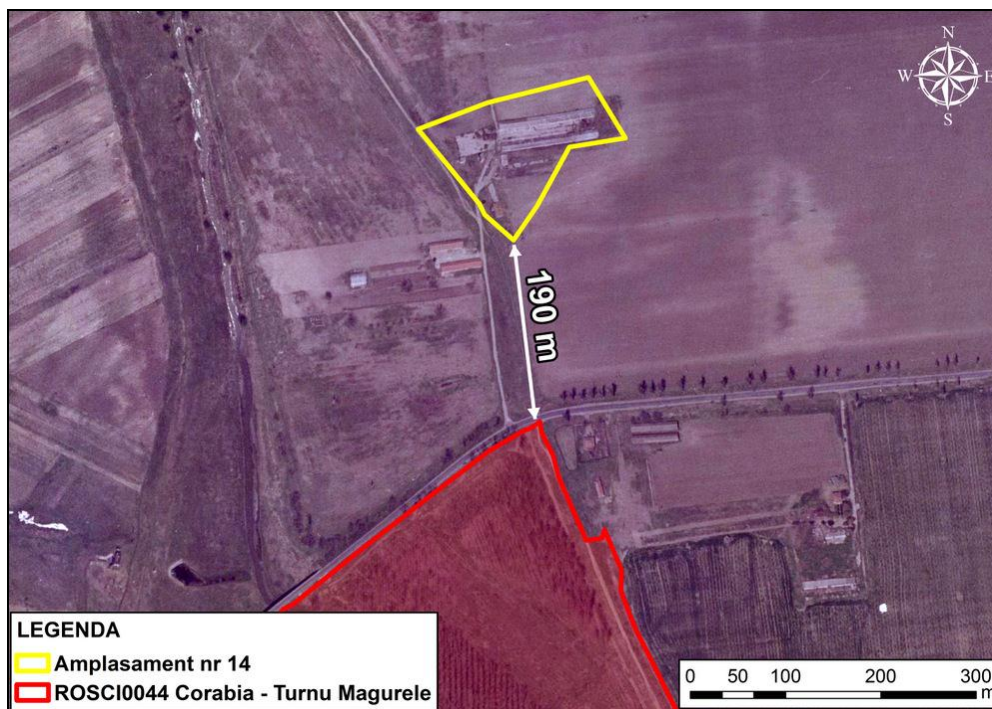 N
W E
S
190 m
LEGENDA
Amplasament nr 14
ROSCI0044 Corabia - Turnu Magurele
0 50 100 200 300
m